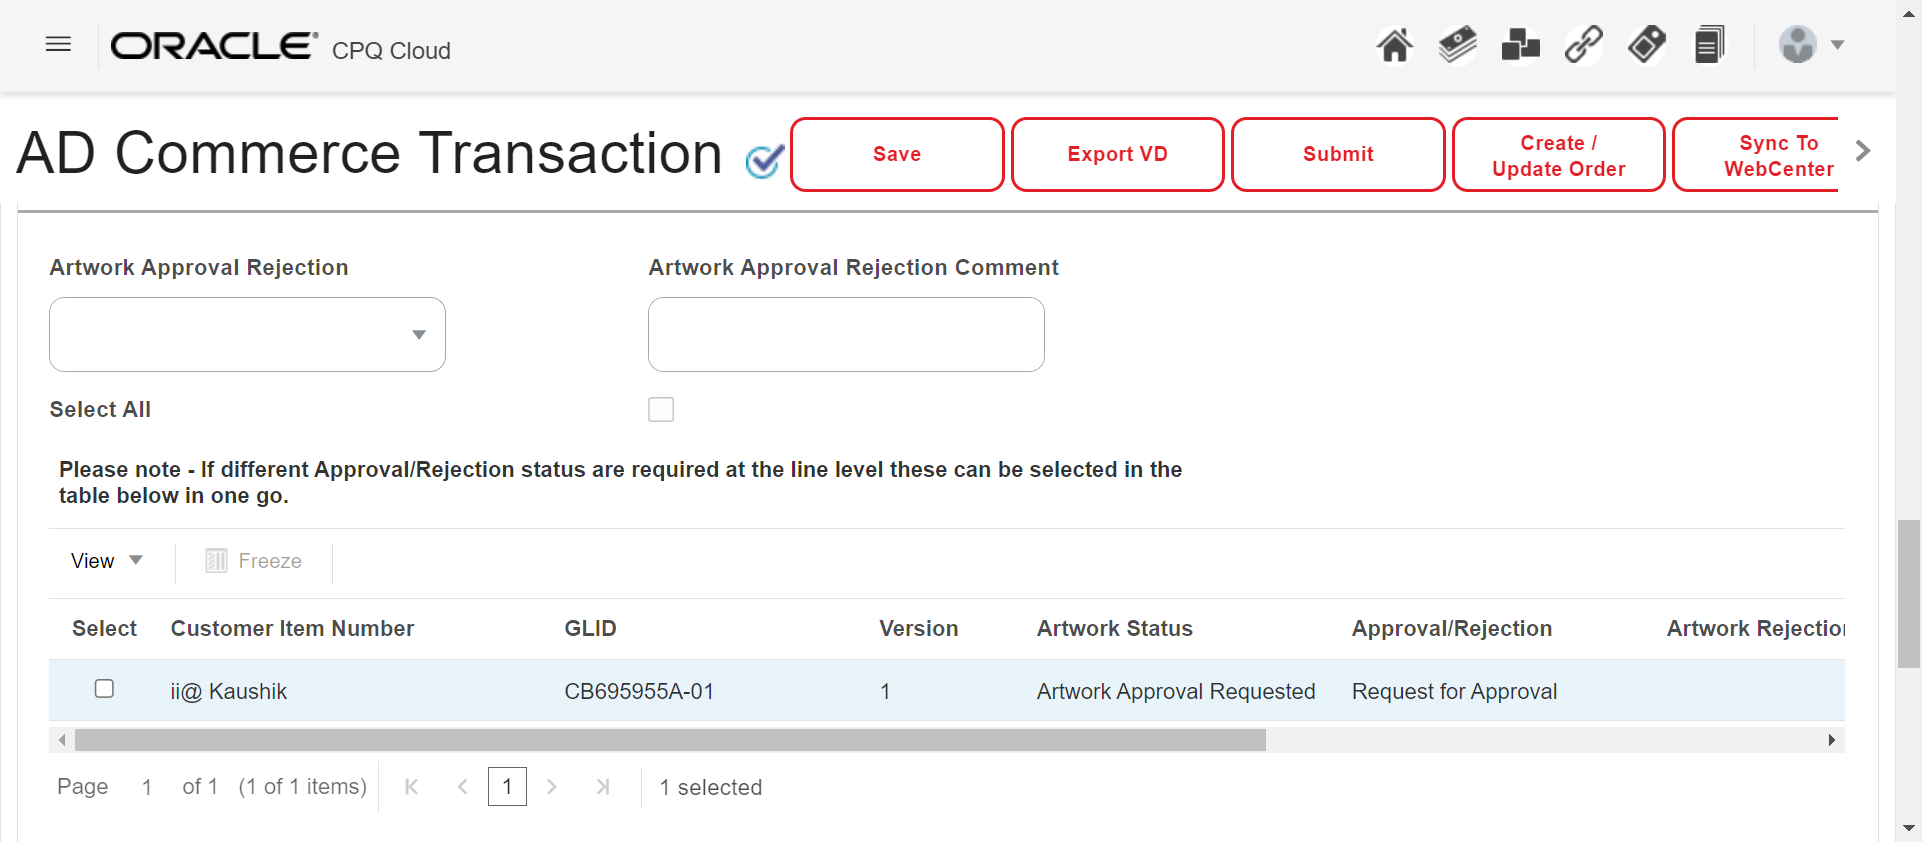 ORACLE® CPQ Cloud
AD Commerce Transaction
Save
Export VD
Submit
Create /
Update Order
Sync To
WebCenter
Artwork Approval Rejection
Artwork Approval Rejection Comment
Select All
Please note - If different Approval/Rejection status are required at the line level these can be selected in the
table below in one go.
View
Freeze
Select Customer Item Number GLID Version Artwork Status Approval/Rejection Artwork Rejection
ii@ Kaushik CB695955A-01 1 Artwork Approval Requested Request for Approval
Page 1 of 1 (1 of 1 items) 1 1 selected